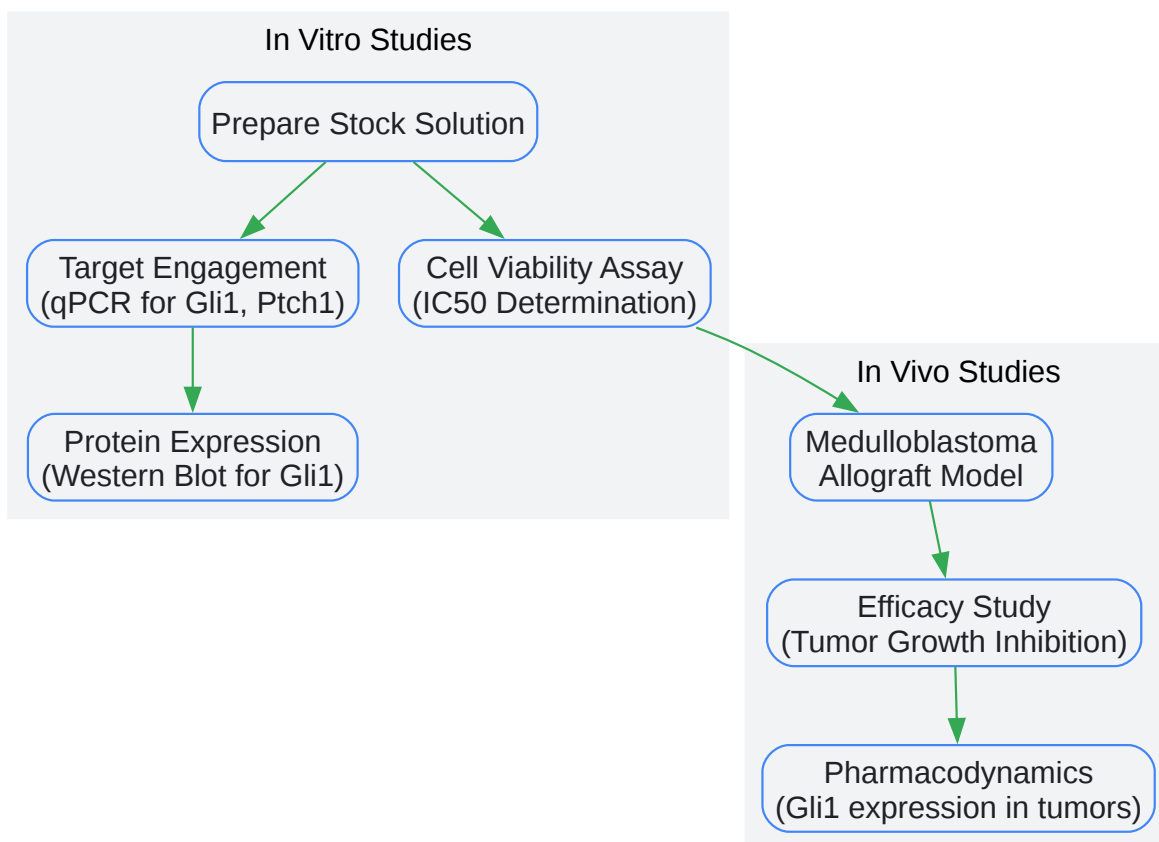 In Vitro Studies
Prepare Stock Solution
Target Engagement
(qPCR for Gli1, Ptch1)
Cell Viability Assay
(IC50 Determination)
Protein Expression
(Western Blot for Gli1)
In Vivo Studies
Medulloblastoma
Allograft Model
Efficacy Study
(Tumor Growth Inhibition)
Pharmacodynamics
(Gli1 expression in tumors)